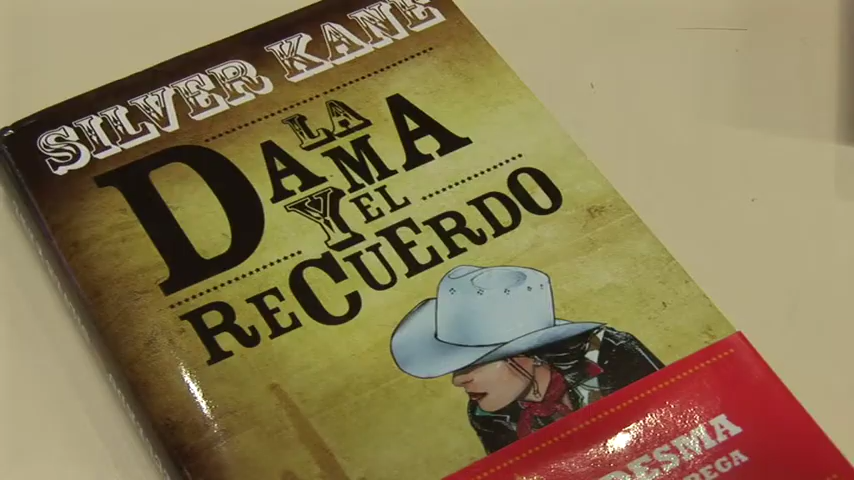 SILVER KANE
LA
DAMA
Y EL
RECUERDO